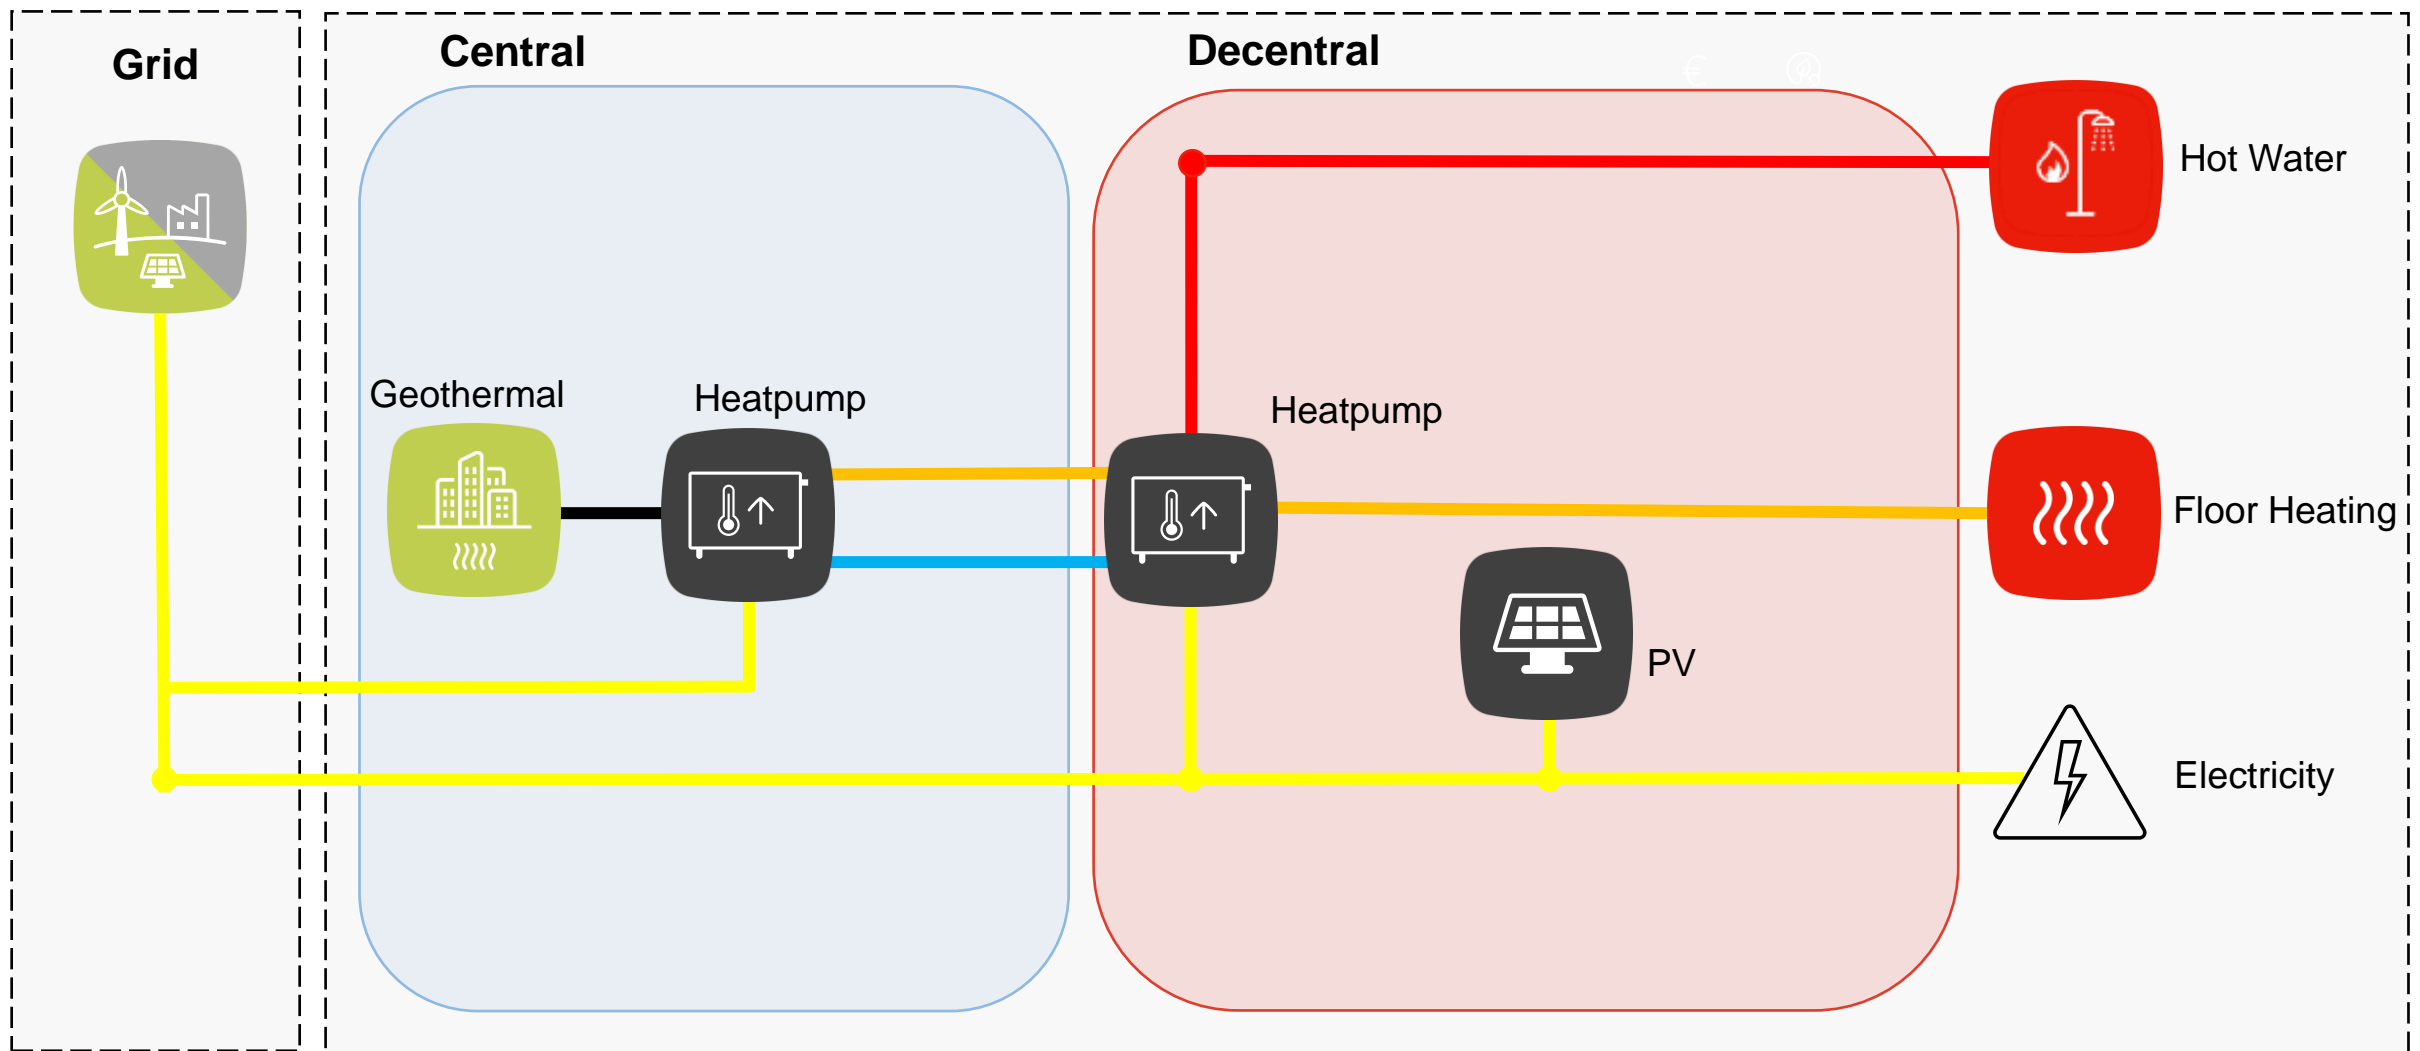 Grid
Central
Decentral
Hot Water
Geothermal
Heatpump
Heatpump
Floor Heating
PV
Electricity
€